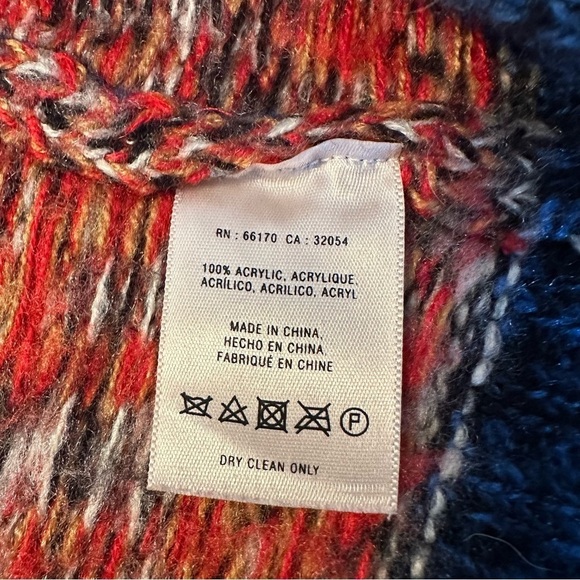 RN : 66170 CA : 32054
100% ACRYLIC, ACRYLIQUE,
ACRÍLICO, ACRILICO, ACRYL
MADE IN CHINA,
HECHO EN CHINA,
FABRIQUÉ EN CHINE
P
DRY CLEAN ONLY